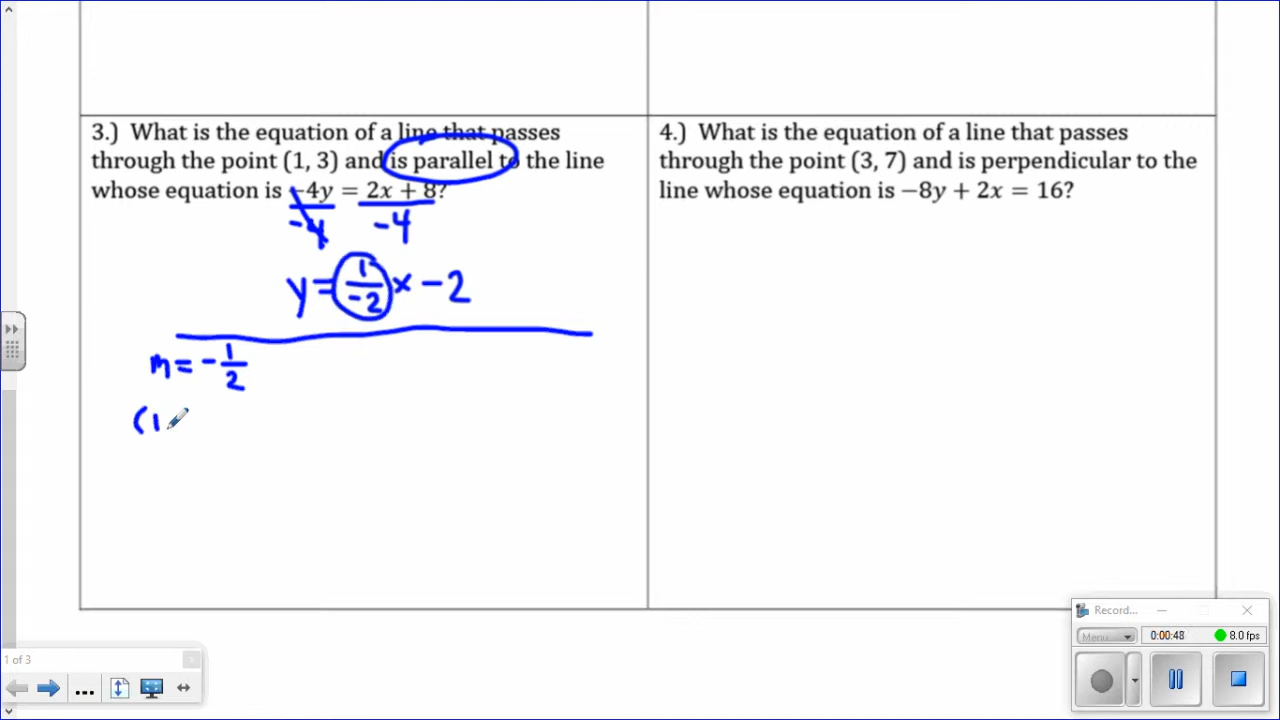 3.) What is the equation of a line that passes
through the point (1, 3) and is parallel to the line
whose equation is −4y = 2x + 8?
-4 -4
y = 1/-2 x - 2
m = - 1/2
(1
4.) What is the equation of a line that passes
through the point (3, 7) and is perpendicular to the
line whose equation is −8y + 2x = 16?
Record...
Menu 0:00:48 8.0 fps
1 of 3
...